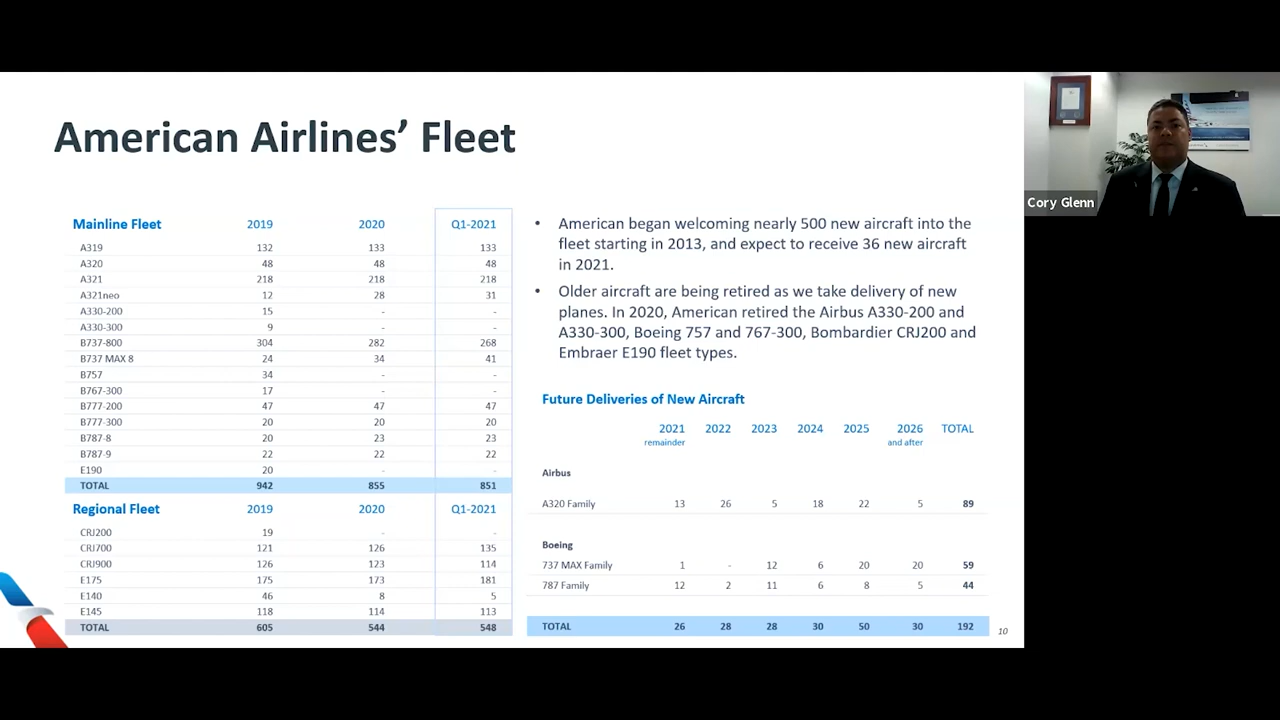 American Airlines’ Fleet
Cory Glenn
Mainline Fleet 2019 2020 Q1-2021
A319 132 133 133
A320 48 48 48
A321 218 218 218
A321neo 12 28 31
A330-200 15 - -
A330-300 9 - -
B737-800 304 282 268
B737 MAX 8 24 34 41
B757 34 - -
B767-300 17 - -
B777-200 47 47 47
B777-300 20 20 20
B787-8 20 23 23
B787-9 22 22 22
E190 20 - -
TOTAL 942 855 851
Regional Fleet 2019 2020 Q1-2021
CRJ200 19 - -
CRJ700 121 126 135
CRJ900 126 123 114
E175 175 173 181
E140 46 8 5
E145 118 114 113
TOTAL 605 544 548
• American began welcoming nearly 500 new aircraft into the
fleet starting in 2013, and expect to receive 36 new aircraft
in 2021.
• Older aircraft are being retired as we take delivery of new
planes. In 2020, American retired the Airbus A330-200 and
A330-300, Boeing 757 and 767-300, Bombardier CRJ200 and
Embraer E190 fleet types.
Future Deliveries of New Aircraft
2021 2022 2023 2024 2025 2026 TOTAL
remainder and after
Airbus
A320 Family 13 26 5 18 22 5 89
Boeing
737 MAX Family 1 - 12 6 20 20 59
787 Family 12 2 11 6 8 5 44
TOTAL 26 28 28 30 50 30 192
10